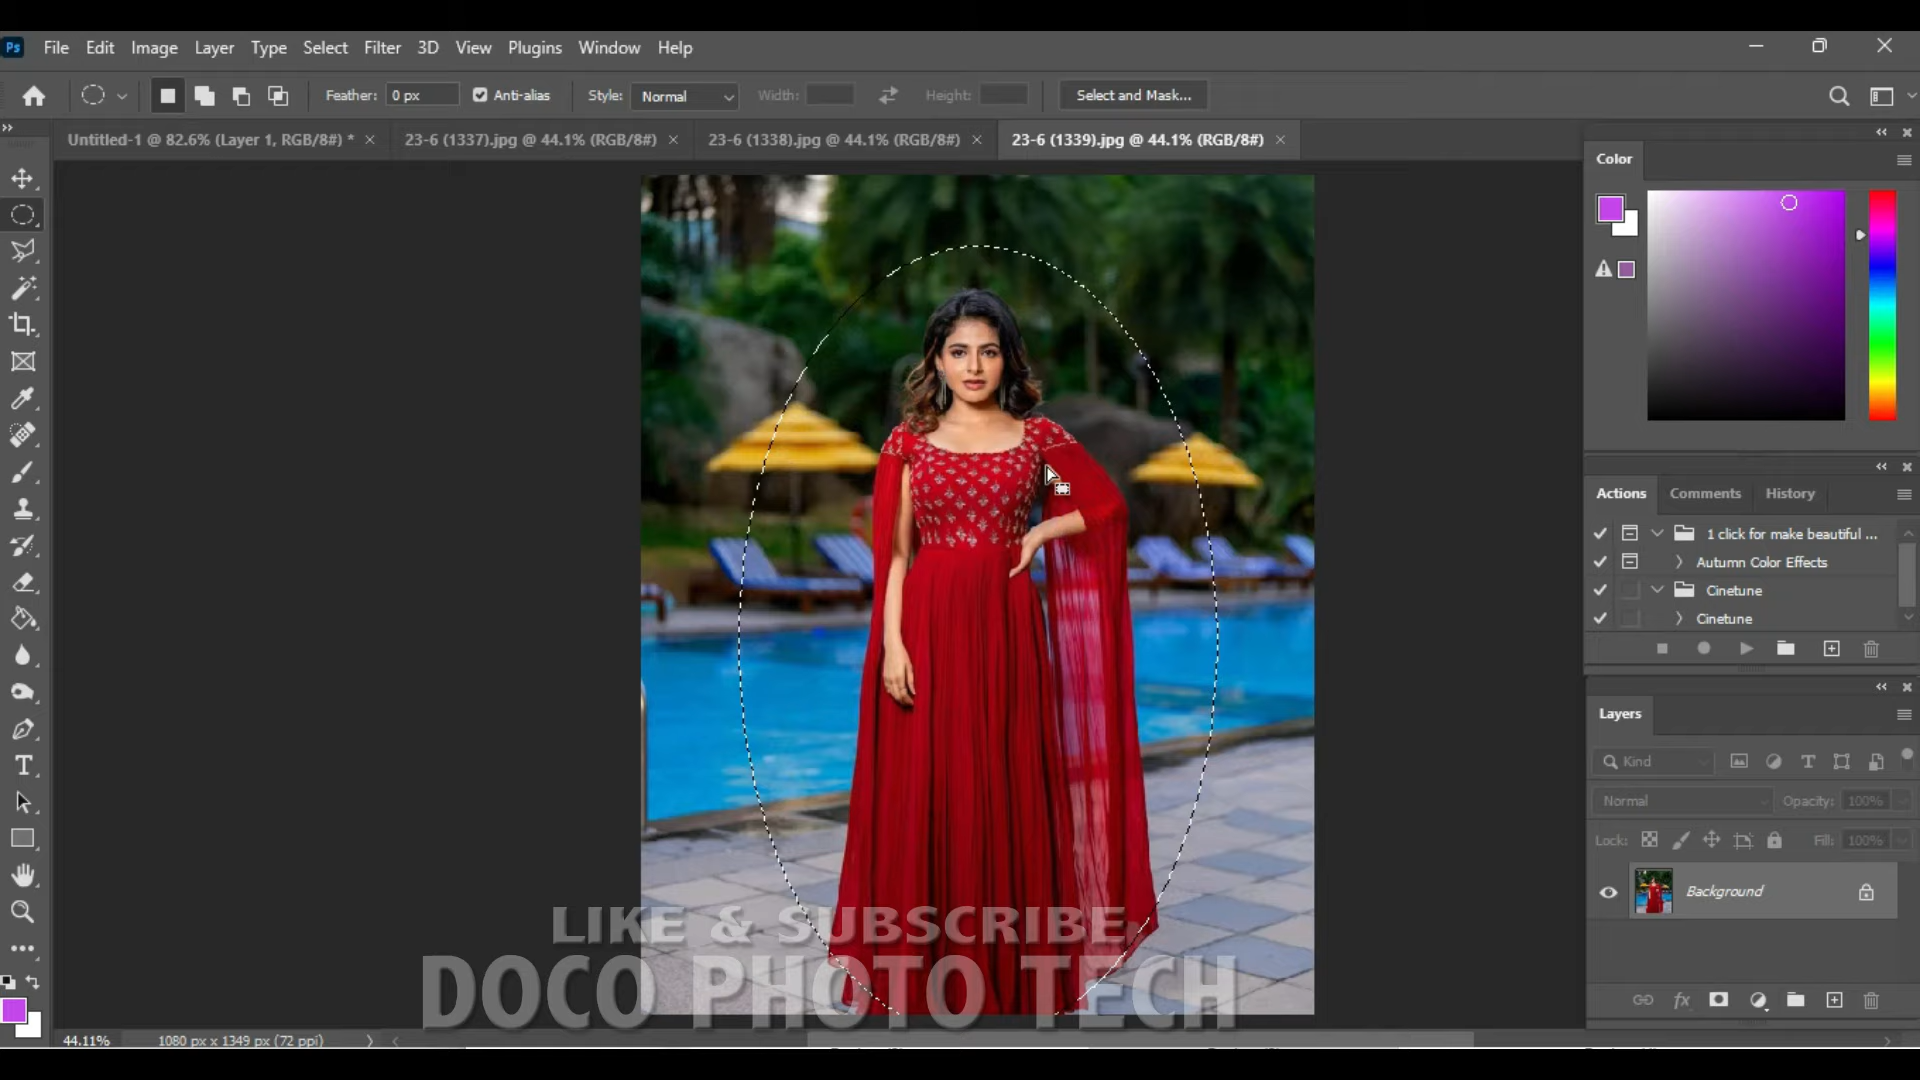 Ps File Edit Image Layer Type Select Filter 3D View Plugins Window Help
Feather: 0 px Anti-alias Style: Normal Width: Height: Select and Mask...
Untitled-1 @ 82.6% (Layer 1, RGB/8#) * × 23-6 (1337).jpg @ 44.1% (RGB/8#) × 23-6 (1338).jpg @ 44.1% (RGB/8#) × 23-6 (1339).jpg @ 44.1% (RGB/8#) ×
Color
Actions Comments History
1 click for make beautiful ...
Autumn Color Effects
Cinetune
Cinetune
Layers
Kind
Normal Opacity: 100%
Lock: Fill: 100%
Background
LIKE & SUBSCRIBE
DOCO PHOTO TECH
44.11% 1080 px x 1349 px (72 ppi)